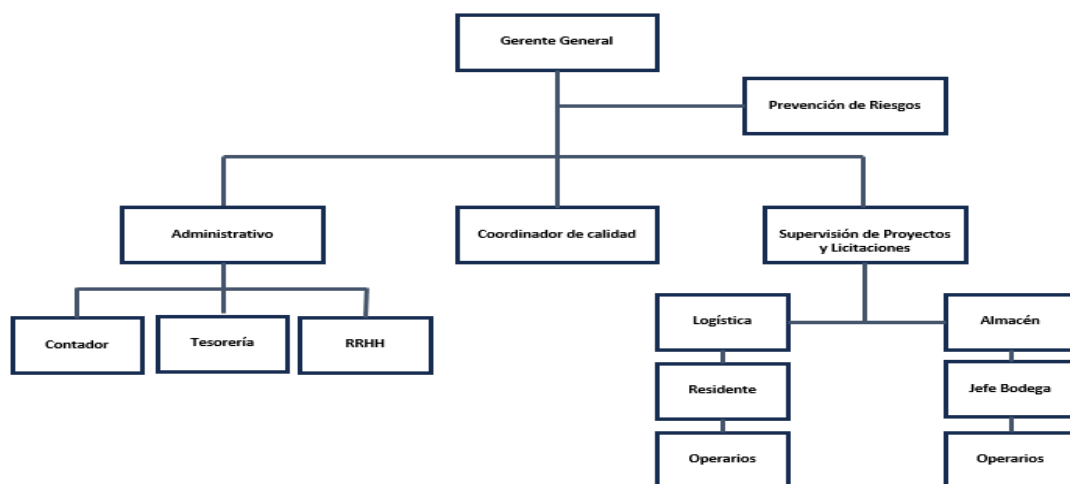 Gerente General
Prevención de Riesgos
Administrativo
Coordinador de calidad
Supervisión de Proyectos
y Licitaciones
Contador
Tesorería
RRHH
Logística
Almacén
Residente
Jefe Bodega
Operarios
Operarios